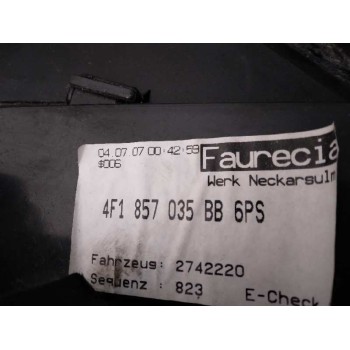 04 07 07 00:42:59
$006
Faurecia
Werk Neckarsulm
4F1 857 035 BB 6PS
Fahrzeug: 2742220
Sequenz : 823 E-Check